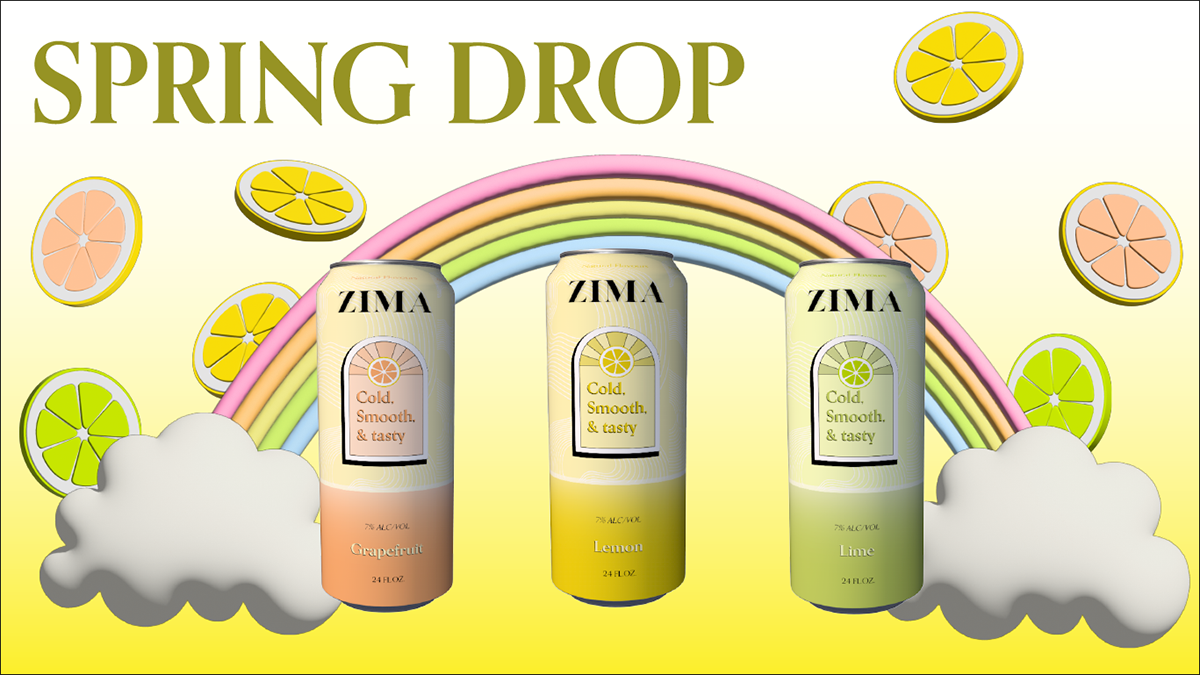 SPRING DROP
ZIMA
Cold,
Smooth,
& tasty
7% ALC/VOL
Grapefruit
24 FL.OZ
ZIMA
Cold,
Smooth,
& tasty
7% ALC/VOL
Lemon
24 FL.OZ
ZIMA
Cold,
Smooth,
& tasty
7% ALC/VOL
Lime
24 FL.OZ